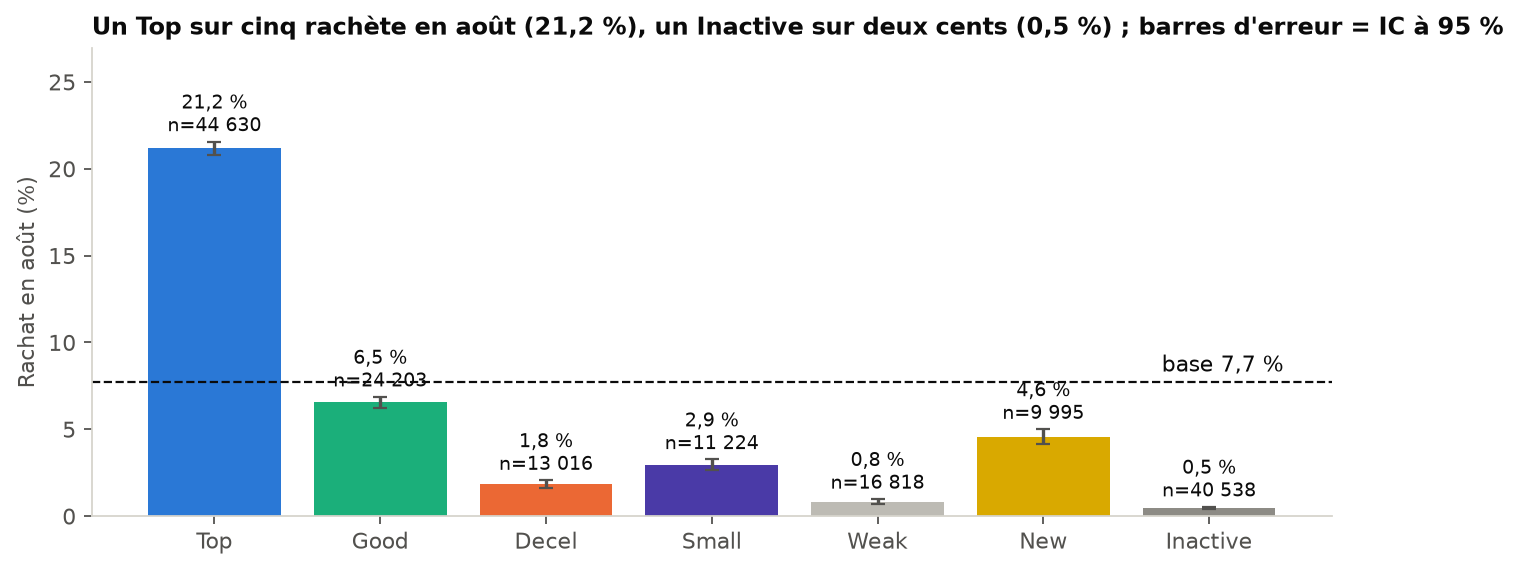 Un Top sur cinq rachète en août (21,2 %), un Inactive sur deux cents (0,5 %) ; barres d'erreur = IC à 95 %
Rachat en août (%)
25
20
15
10
5
0
21,2 %
n=44 630
6,5 %
n=24 203
1,8 %
n=13 016
2,9 %
n=11 224
0,8 %
n=16 818
4,6 %
n=9 995
0,5 %
n=40 538
base 7,7 %
Top
Good
Decel
Small
Weak
New
Inactive